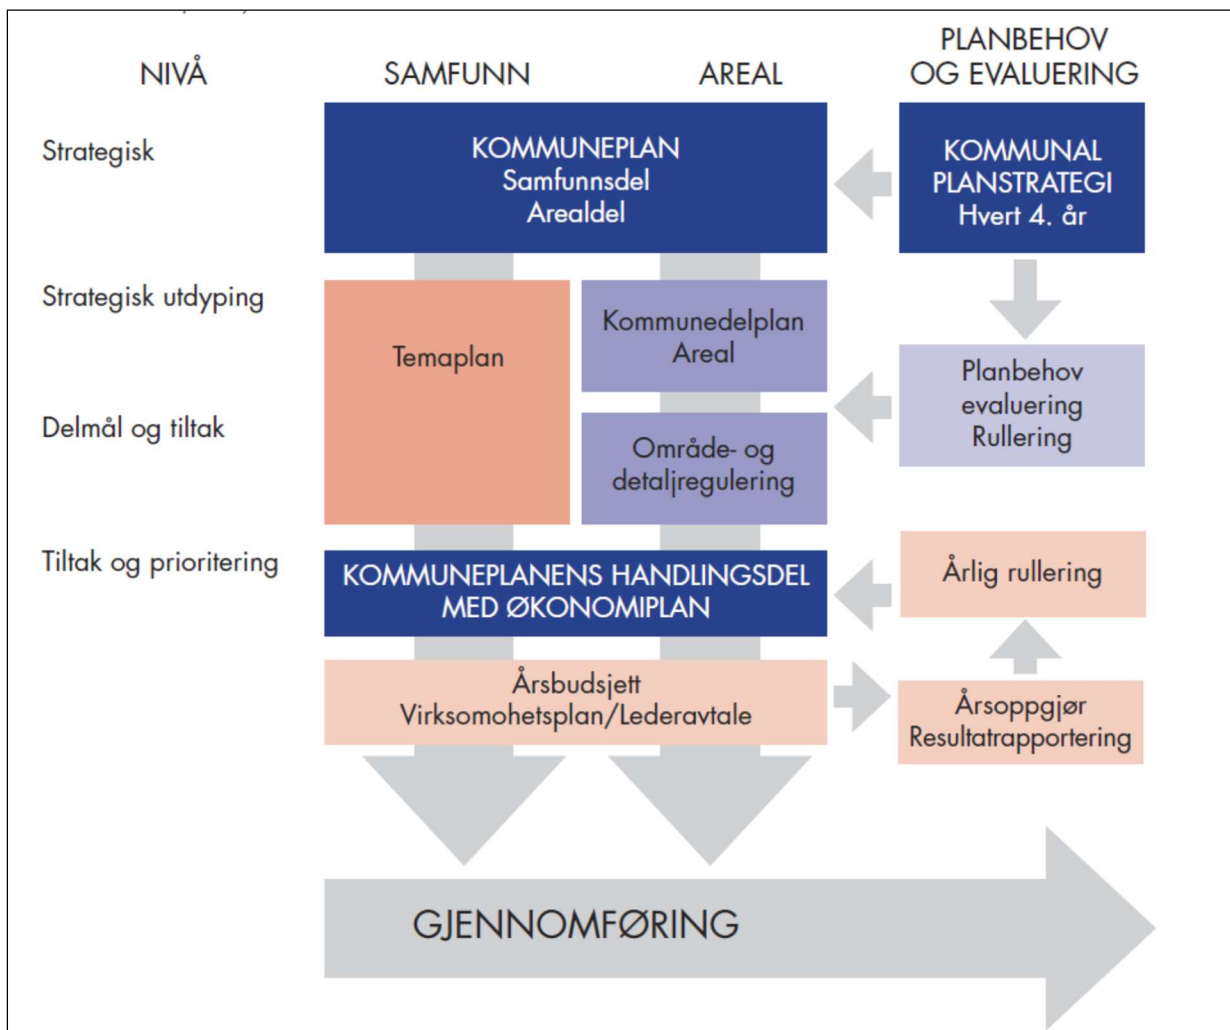 NIVÅ
SAMFUNN
AREAL
PLANBEHOV
OG EVALUERING
Strategisk
KOMMUNEPLAN
Samfunnsdel
Arealdel
KOMMUNAL
PLANSTRATEGI
Hvert 4. år
Strategisk utdyping
Temaplan
Kommunedelplan
Areal
Planbehov
evaluering
Rullering
Delmål og tiltak
Område- og
detaljregulering
Tiltak og prioritering
KOMMUNEPLANENS HANDLINGSDEL
MED ØKONOMIPLAN
Årlig rullering
Årsbudsjett
Virksomohetsplan/Lederavtale
Årsoppgjør
Resultatrapportering
GJENNOMFØRING